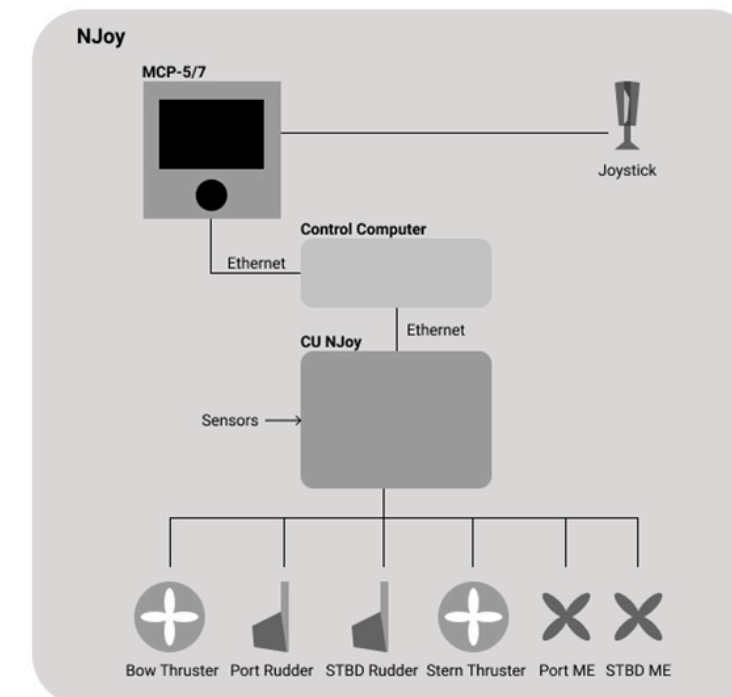 NJoy
MCP-5/7
Joystick
Control Computer
Ethernet
Ethernet
CU NJoy
Sensors
Bow Thruster Port Rudder STBD Rudder Stern Thruster Port ME STBD ME